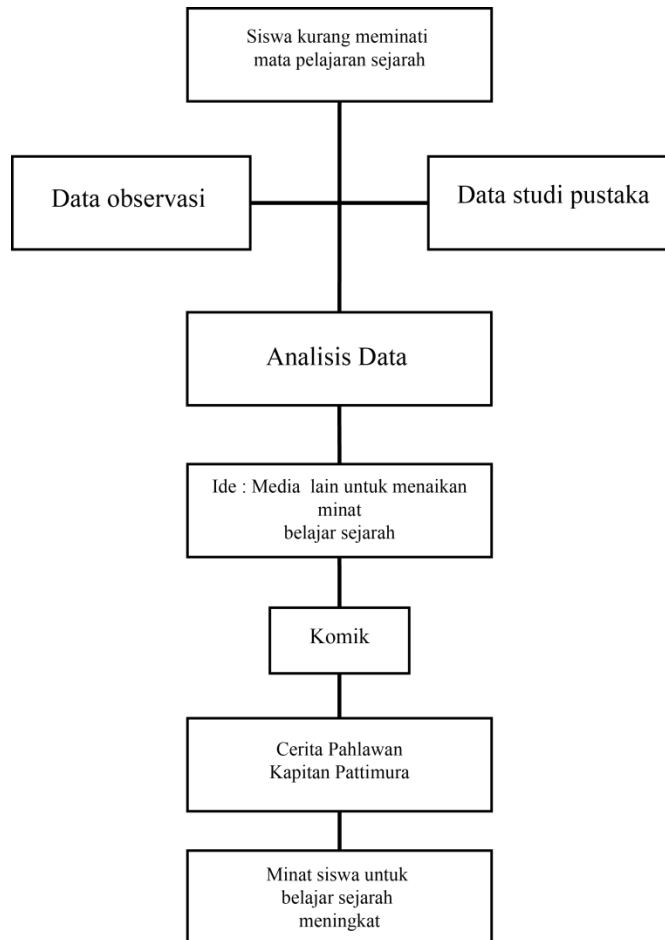 Siswa kurang meminati
mata pelajaran sejarah
Data observasi
Data studi pustaka
Analisis Data
Ide : Media lain untuk menaikan
minat
belajar sejarah
Komik
Cerita Pahlawan
Kapitan Pattimura
Minat siswa untuk
belajar sejarah
meningkat